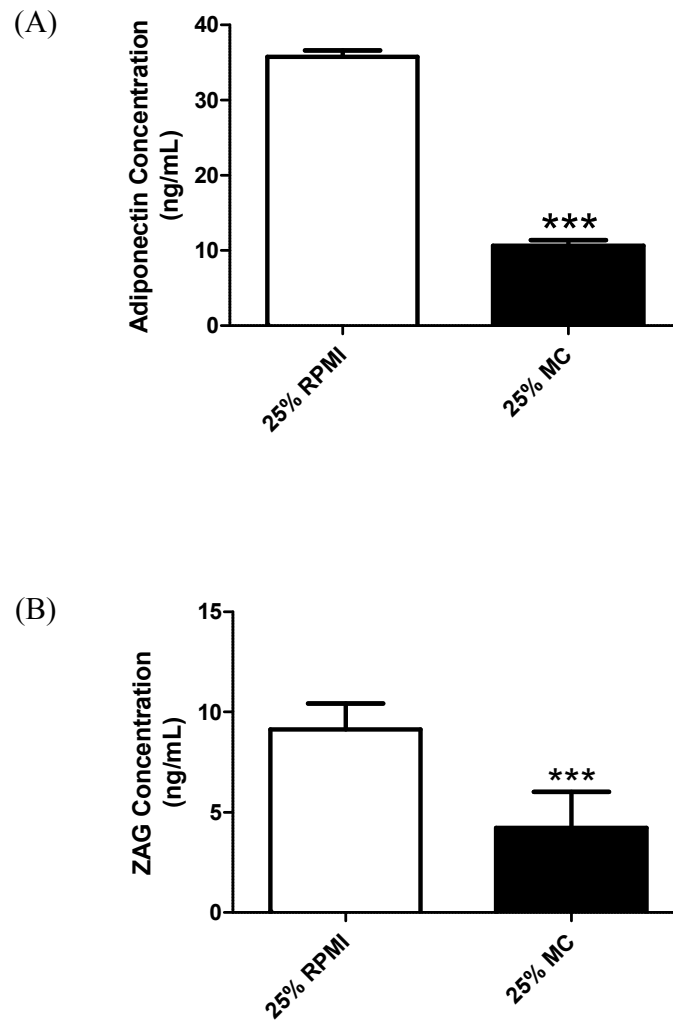 (A)
Adiponectin Concentration
(ng/mL)
40
30
20
10
0
***
25% RPMI
25% MC
(B)
ZAG Concentration
(ng/mL)
15
10
5
0
***
25% RPMI
25% MC